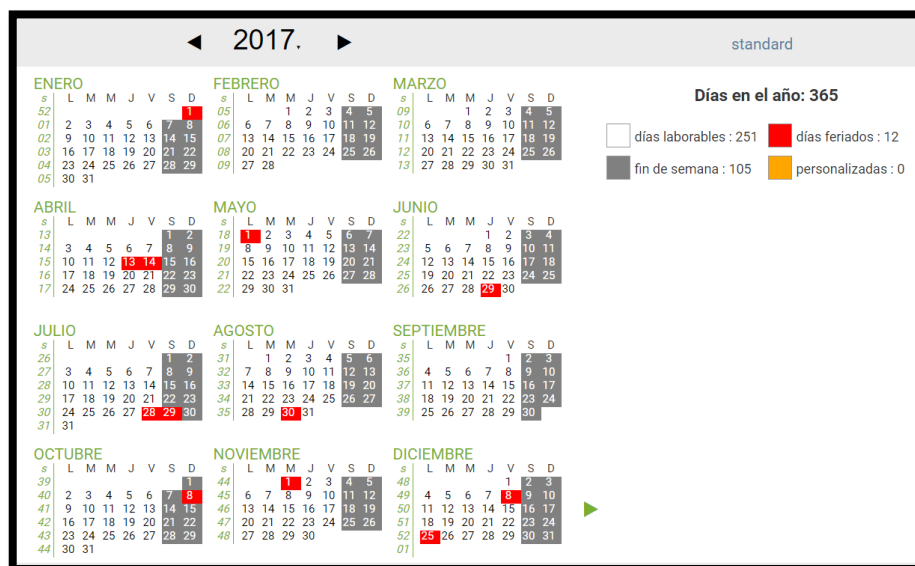 ◄ 2017. ►
standard
ENERO
s L M M J V S D
52 1
01 2 3 4 5 6 7 8
02 9 10 11 12 13 14 15
03 16 17 18 19 20 21 22
04 23 24 25 26 27 28 29
05 30 31
FEBRERO
s L M M J V S D
05 1 2 3 4 5
06 6 7 8 9 10 11 12
07 13 14 15 16 17 18 19
08 20 21 22 23 24 25 26
09 27 28
MARZO
s L M M J V S D
09 1 2 3 4 5
10 6 7 8 9 10 11 12
11 13 14 15 16 17 18 19
12 20 21 22 23 24 25 26
13 27 28 29 30 31
ABRIL
s L M M J V S D
13 1 2
14 3 4 5 6 7 8 9
15 10 11 12 13 14 15 16
16 17 18 19 20 21 22 23
17 24 25 26 27 28 29 30
MAYO
s L M M J V S D
18 1 2 3 4 5 6 7
19 8 9 10 11 12 13 14
20 15 16 17 18 19 20 21
21 22 23 24 25 26 27 28
22 29 30 31
JUNIO
s L M M J V S D
22 1 2 3 4
23 5 6 7 8 9 10 11
24 12 13 14 15 16 17 18
25 19 20 21 22 23 24 25
26 26 27 28 29 30
JULIO
s L M M J V S D
26 1 2
27 3 4 5 6 7 8 9
28 10 11 12 13 14 15 16
29 17 18 19 20 21 22 23
30 24 25 26 27 28 29 30
31 31
AGOSTO
s L M M J V S D
31 1 2 3 4 5 6
32 7 8 9 10 11 12 13
33 14 15 16 17 18 19 20
34 21 22 23 24 25 26 27
35 28 29 30 31
SEPTIEMBRE
s L M M J V S D
35 1 2 3
36 4 5 6 7 8 9 10
37 11 12 13 14 15 16 17
38 18 19 20 21 22 23 24
39 25 26 27 28 29 30
OCTUBRE
s L M M J V S D
39 1
40 2 3 4 5 6 7 8
41 9 10 11 12 13 14 15
42 16 17 18 19 20 21 22
43 23 24 25 26 27 28 29
44 30 31
NOVIEMBRE
s L M M J V S D
44 1 2 3 4 5
45 6 7 8 9 10 11 12
46 13 14 15 16 17 18 19
47 20 21 22 23 24 25 26
48 27 28 29 30
DICIEMBRE
s L M M J V S D
48 1 2 3
49 4 5 6 7 8 9 10
50 11 12 13 14 15 16 17
51 18 19 20 21 22 23 24
52 25 26 27 28 29 30 31
01
Días en el año: 365
días laborables : 251
días feriados : 12
fin de semana : 105
personalizadas : 0